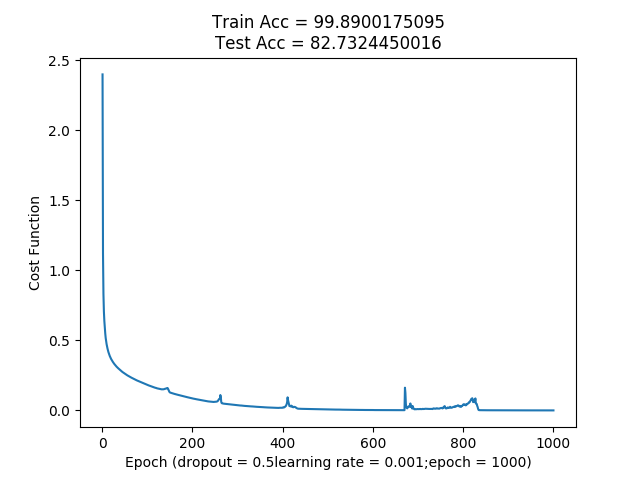 Train Acc = 99.8900175095
Test Acc = 82.7324450016
2.5
2.0
1.5
1.0
0.5
0.0
Cost Function
0 200 400 600 800 1000
Epoch (dropout = 0.5learning rate = 0.001;epoch = 1000)